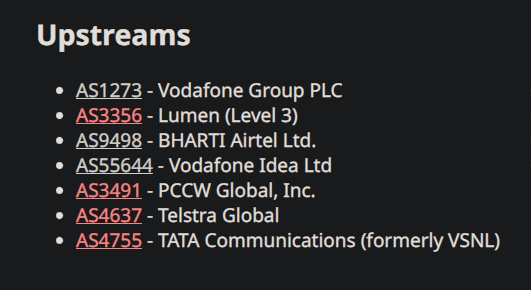 Upstreams
AS1273 - Vodafone Group PLC
AS3356 - Lumen (Level 3)
AS9498 - BHARTI Airtel Ltd.
AS55644 - Vodafone Idea Ltd
AS3491 - PCCW Global, Inc.
AS4637 - Telstra Global
AS4755 - TATA Communications (formerly VSNL)